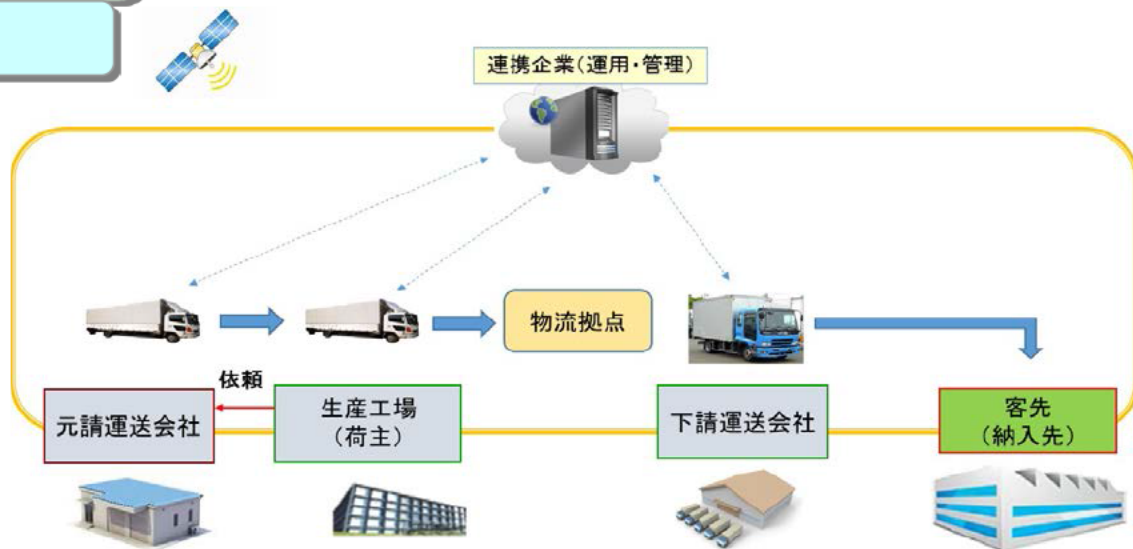 連携企業(運用・管理)
物流拠点
依頼
元請運送会社
生産工場
(荷主)
下請運送会社
客先
(納入先)